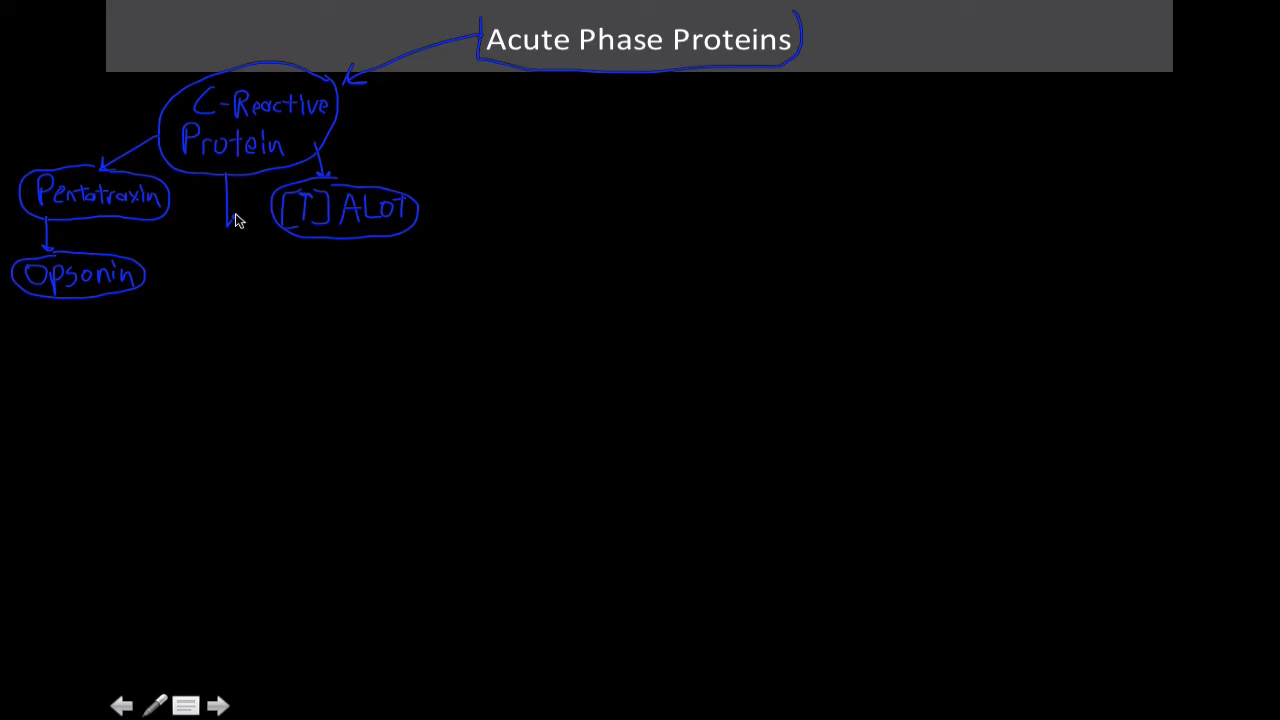 Acute Phase Proteins
C-Reactive
Protein
Pentatraxin
[↑] ALOT
Opsonin